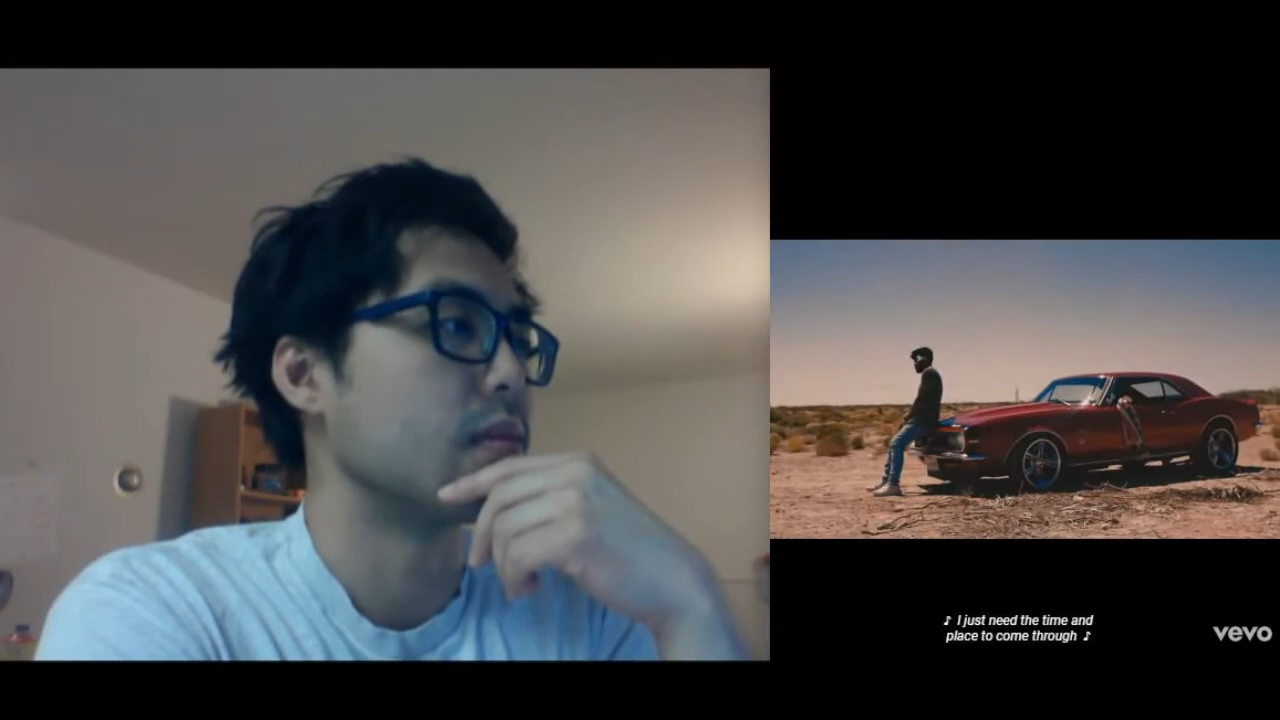 ♪ I just need the time and
place to come through ♪
vevo